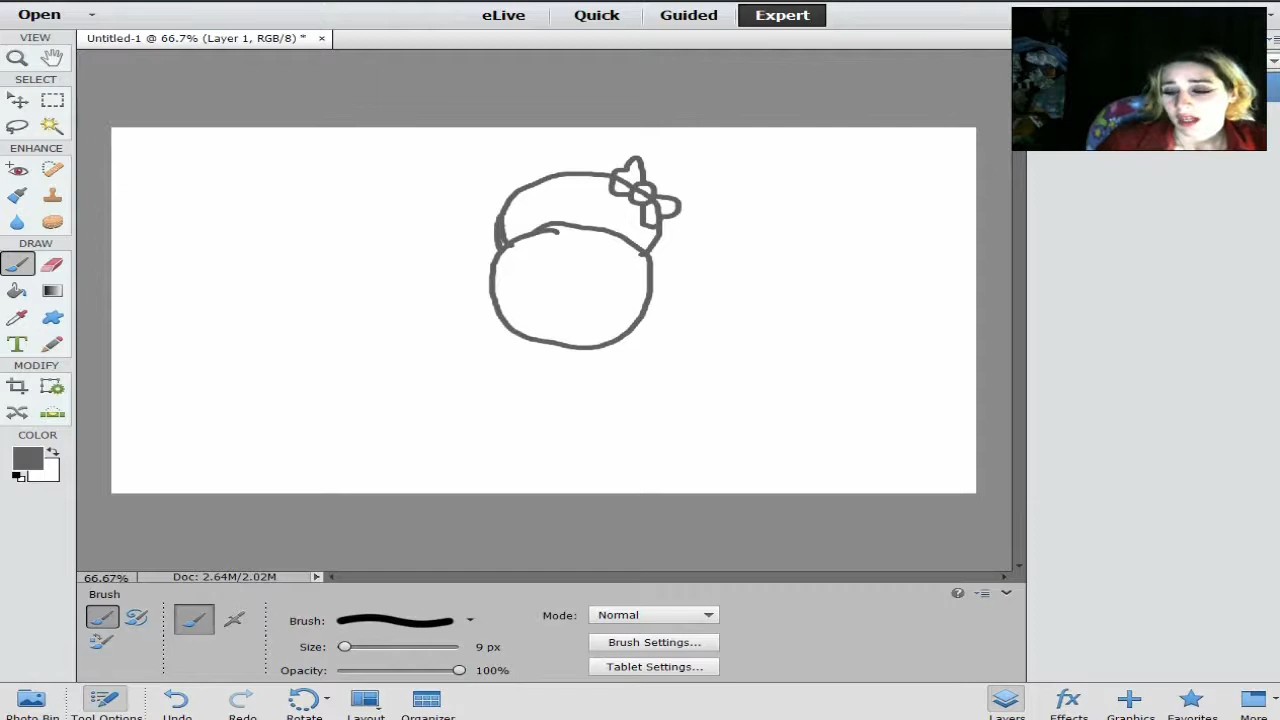 Open
eLive Quick Guided Expert
VIEW
Untitled-1 @ 66.7% (Layer 1, RGB/8) * ×
SELECT
ENHANCE
DRAW
T
MODIFY
COLOR
66.67% Doc: 2.64M/2.02M
Brush
Brush: Mode: Normal
Size: 9 px Brush Settings...
Opacity: 100% Tablet Settings...
Photo Bin Tool Options Undo Redo Rotate Layout Organizer Layers fx Effects Graphics Favorites More